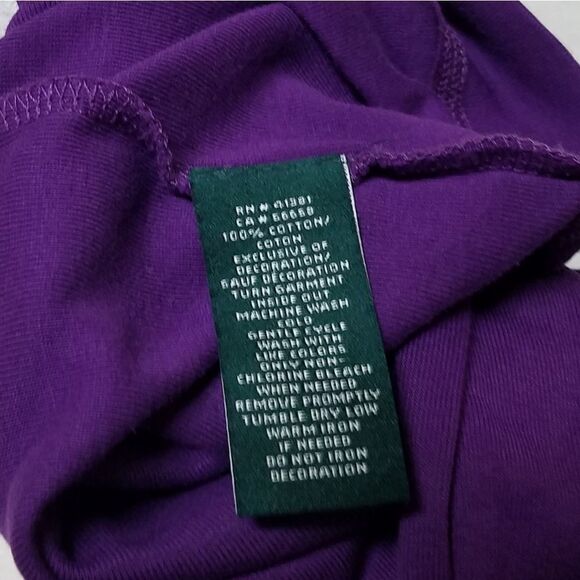 RN # 41381
CA # 56658
100% COTTON/
COTON
EXCLUSIVE OF
DECORATION/
SAUF DÉCORATION
TURN GARMENT
INSIDE OUT
MACHINE WASH
COLD
GENTLE CYCLE
WASH WITH
LIKE COLORS
ONLY NON-
CHLORINE BLEACH
WHEN NEEDED
REMOVE PROMPTLY
TUMBLE DRY LOW
WARM IRON
IF NEEDED
DO NOT IRON
DECORATION